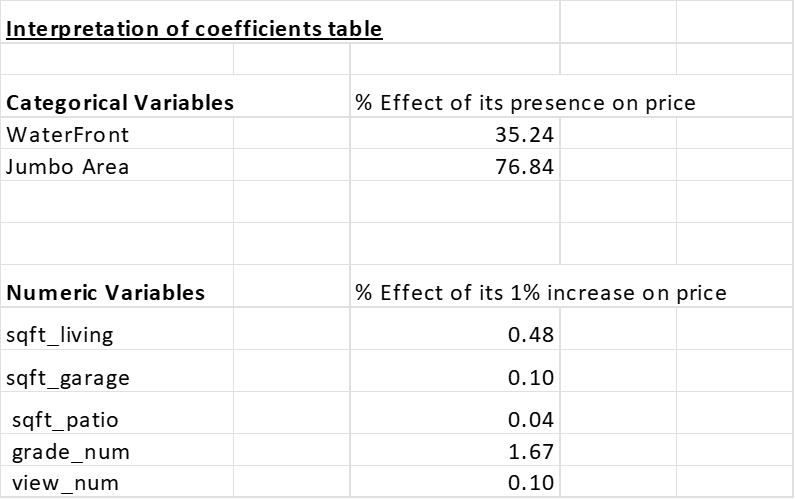 Interpretation of coefficients table
Categorical Variables % Effect of its presence on price
WaterFront 35.24
Jumbo Area 76.84
Numeric Variables % Effect of its 1% increase on price
sqft_living 0.48
sqft_garage 0.10
sqft_patio 0.04
grade_num 1.67
view_num 0.10